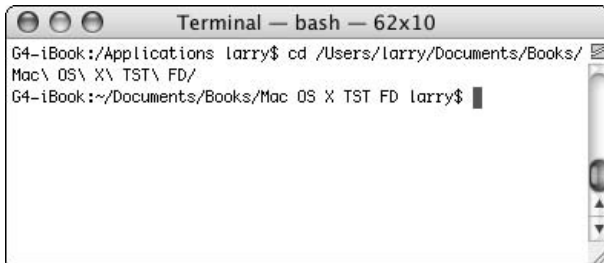 Terminal — bash — 62x10
G4-iBook:/Applications larry$ cd /Users/larry/Documents/Books/
Mac\ OS\ X\ TST\ FD/
G4-iBook:~/Documents/Books/Mac OS X TST FD larry$